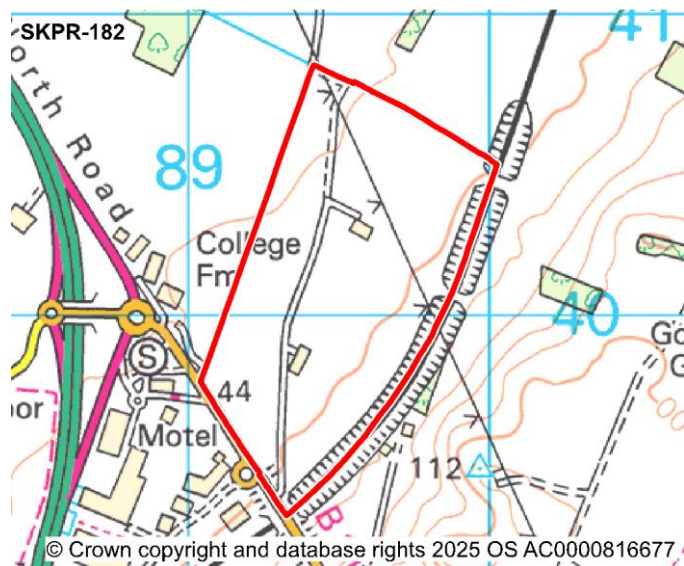 SKPR-182
41
orth Road
89
College
Fm
40
Go
G
S
44
oor
Motel
112
B
© Crown copyright and database rights 2025 OS AC0000816677